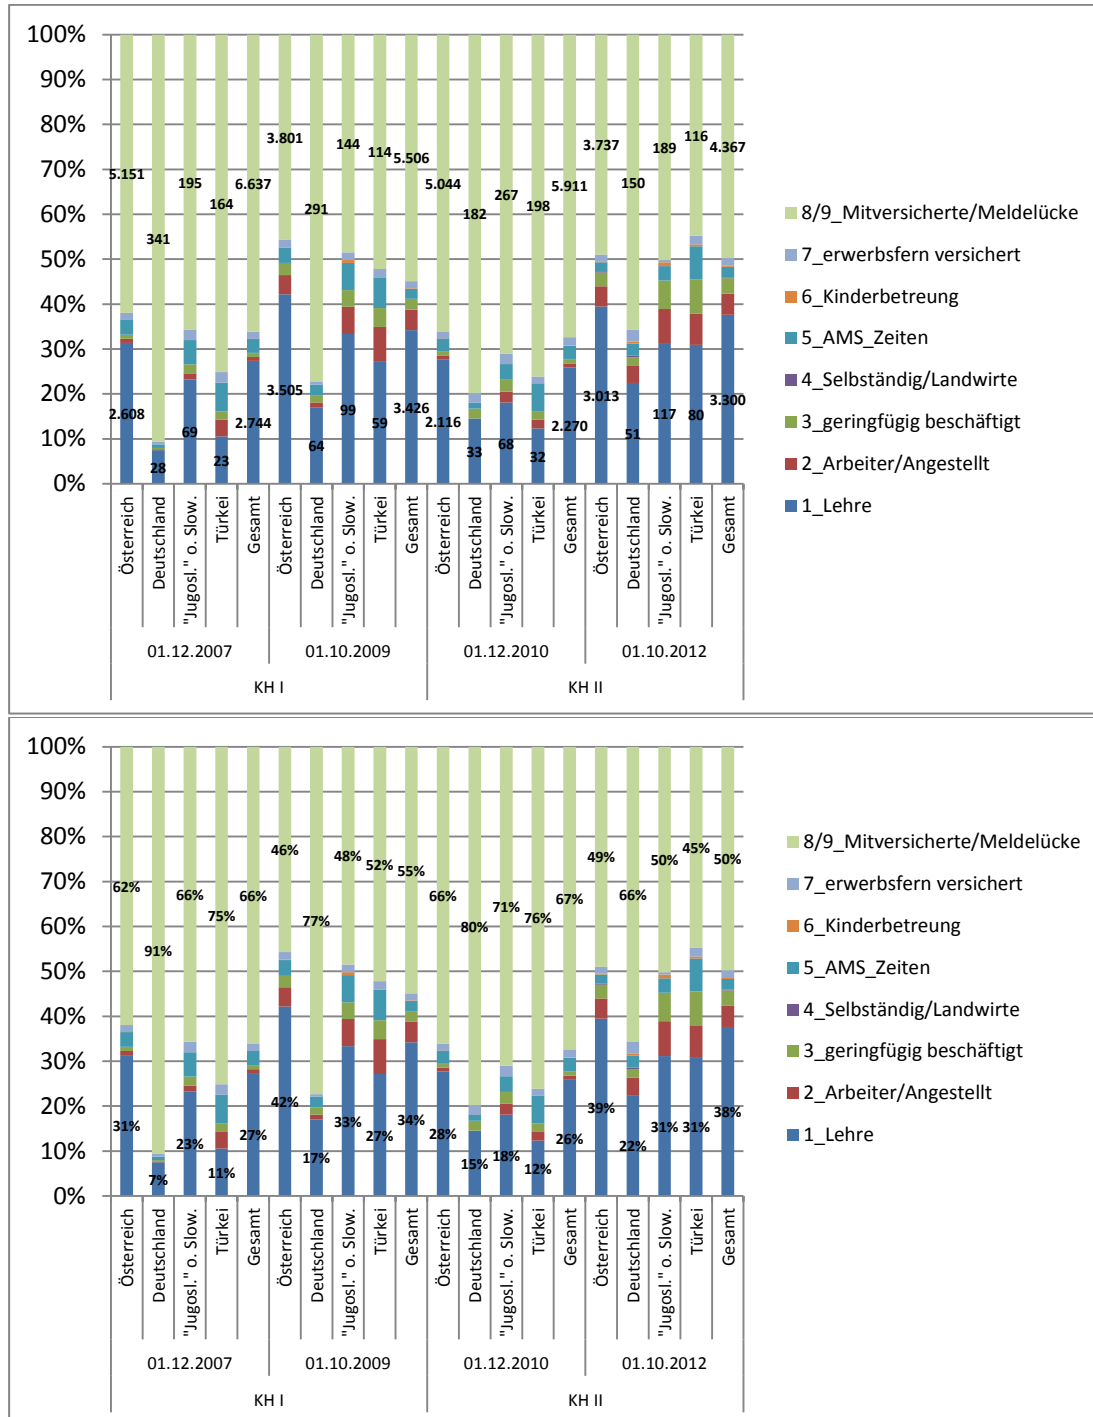 100%
90%
80%
70%
60%
50%
40%
30%
20%
10%
0%
5.151 341 195 164 6.637 3.801 291 144 114 5.506 5.044 182 267 198 5.911 3.737 150 189 116 4.367
2.608 28 69 23 2.744 3.505 64 99 59 3.426 2.116 33 68 32 2.270 3.013 51 117 80 3.300
Österreich Deutschland "Jugosl." o. Slow. Türkei Gesamt Österreich Deutschland "Jugosl." o. Slow. Türkei Gesamt Österreich Deutschland "Jugosl." o. Slow. Türkei Gesamt Österreich Deutschland "Jugosl." o. Slow. Türkei Gesamt
01.12.2007 01.10.2009 01.12.2010 01.10.2012
KH I KH II
8/9_Mitversicherte/Meldelücke
7_erwerbsfern versichert
6_Kinderbetreung
5_AMS_Zeiten
4_Selbständig/Landwirte
3_geringfügig beschäftigt
2_Arbeiter/Angestellt
1_Lehre
100%
90%
80%
70%
60%
50%
40%
30%
20%
10%
0%
62% 91% 66% 75% 66% 46% 77% 48% 52% 55% 66% 80% 71% 76% 67% 49% 66% 50% 45% 50%
31% 7% 23% 11% 27% 42% 17% 33% 27% 34% 28% 15% 18% 12% 26% 39% 22% 31% 31% 38%
Österreich Deutschland "Jugosl." o. Slow. Türkei Gesamt Österreich Deutschland "Jugosl." o. Slow. Türkei Gesamt Österreich Deutschland "Jugosl." o. Slow. Türkei Gesamt Österreich Deutschland "Jugosl." o. Slow. Türkei Gesamt
01.12.2007 01.10.2009 01.12.2010 01.10.2012
KH I KH II
8/9_Mitversicherte/Meldelücke
7_erwerbsfern versichert
6_Kinderbetreung
5_AMS_Zeiten
4_Selbständig/Landwirte
3_geringfügig beschäftigt
2_Arbeiter/Angestellt
1_Lehre